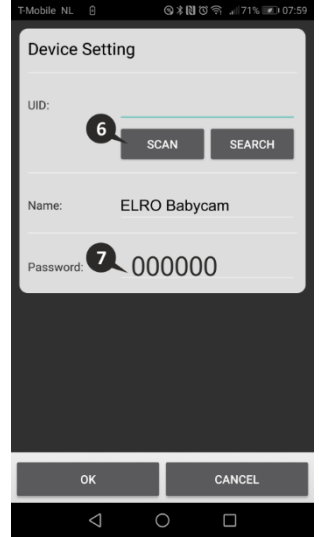 T-Mobile NL 71% 07:59
Device Setting
UID:
6
SCAN SEARCH
Name: ELRO Babycam
Password: 7 000000
OK CANCEL